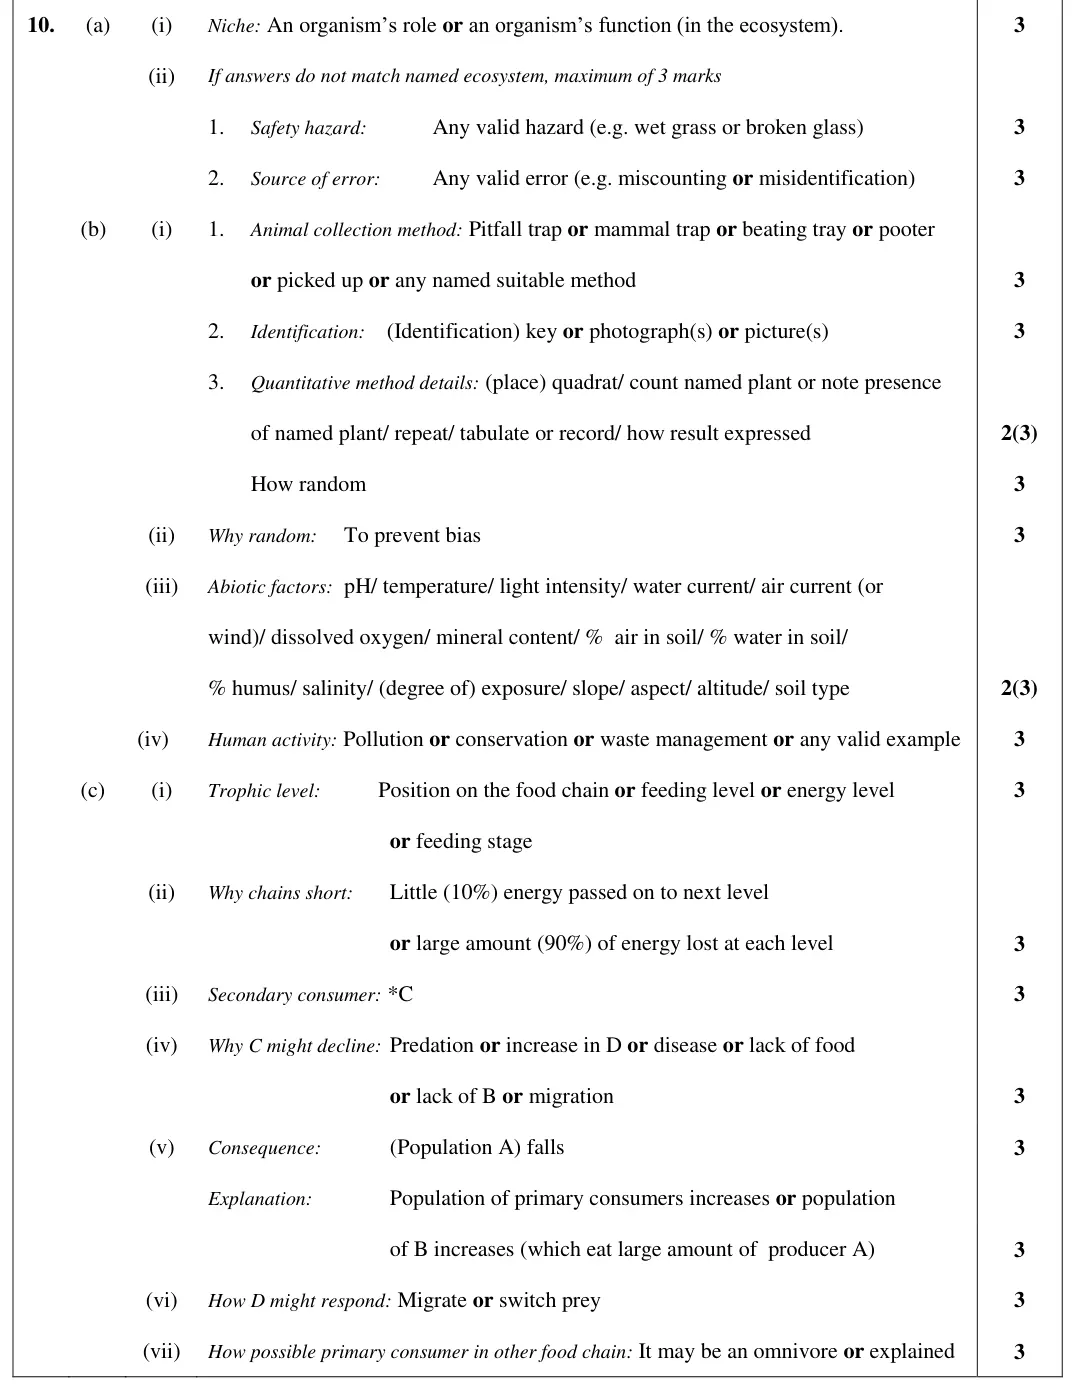 10. (a) (i) Niche: An organism’s role or an organism’s function (in the ecosystem). 3
(ii) If answers do not match named ecosystem, maximum of 3 marks
1. Safety hazard: Any valid hazard (e.g. wet grass or broken glass) 3
2. Source of error: Any valid error (e.g. miscounting or misidentification) 3
(b) (i) 1. Animal collection method: Pitfall trap or mammal trap or beating tray or pooter
or picked up or any named suitable method 3
2. Identification: (Identification) key or photograph(s) or picture(s) 3
3. Quantitative method details: (place) quadrat/ count named plant or note presence
of named plant/ repeat/ tabulate or record/ how result expressed 2(3)
How random 3
(ii) Why random: To prevent bias 3
(iii) Abiotic factors: pH/ temperature/ light intensity/ water current/ air current (or
wind)/ dissolved oxygen/ mineral content/ % air in soil/ % water in soil/
% humus/ salinity/ (degree of) exposure/ slope/ aspect/ altitude/ soil type 2(3)
(iv) Human activity: Pollution or conservation or waste management or any valid example 3
(c) (i) Trophic level: Position on the food chain or feeding level or energy level 3
or feeding stage
(ii) Why chains short: Little (10%) energy passed on to next level
or large amount (90%) of energy lost at each level 3
(iii) Secondary consumer: *C 3
(iv) Why C might decline: Predation or increase in D or disease or lack of food
or lack of B or migration 3
(v) Consequence: (Population A) falls 3
Explanation: Population of primary consumers increases or population
of B increases (which eat large amount of producer A) 3
(vi) How D might respond: Migrate or switch prey 3
(vii) How possible primary consumer in other food chain: It may be an omnivore or explained 3